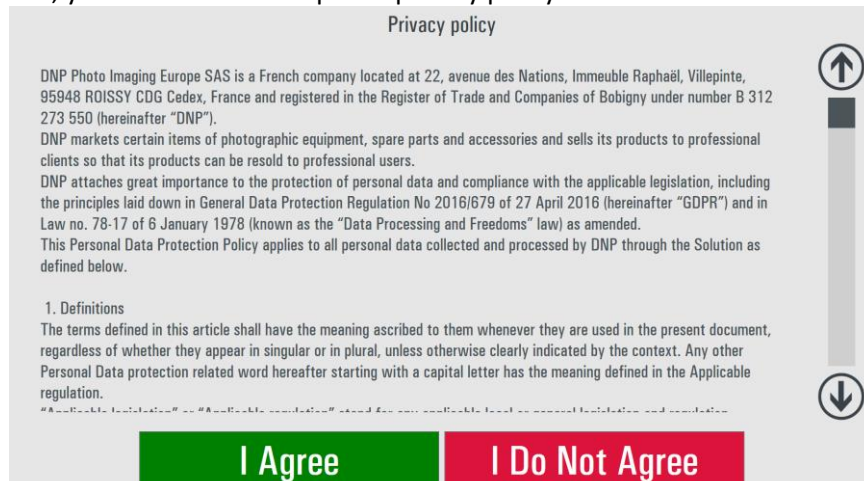 Privacy policy
DNP Photo Imaging Europe SAS is a French company located at 22, avenue des Nations, Immeuble Raphaël, Villepinte,
95948 ROISSY CDG Cedex, France and registered in the Register of Trade and Companies of Bobigny under number B 312
273 550 (hereinafter “DNP”).
DNP markets certain items of photographic equipment, spare parts and accessories and sells its products to professional
clients so that its products can be resold to professional users.
DNP attaches great importance to the protection of personal data and compliance with the applicable legislation, including
the principles laid down in General Data Protection Regulation No 2016/679 of 27 April 2016 (hereinafter “GDPR”) and in
Law no. 78-17 of 6 January 1978 (known as the “Data Processing and Freedoms” law) as amended.
This Personal Data Protection Policy applies to all personal data collected and processed by DNP through the Solution as
defined below.
1. Definitions
The terms defined in this article shall have the meaning ascribed to them whenever they are used in the present document,
regardless of whether they appear in singular or in plural, unless otherwise clearly indicated by the context. Any other
Personal Data protection related word hereafter starting with a capital letter has the meaning defined in the Applicable
regulation.
I Agree
I Do Not Agree